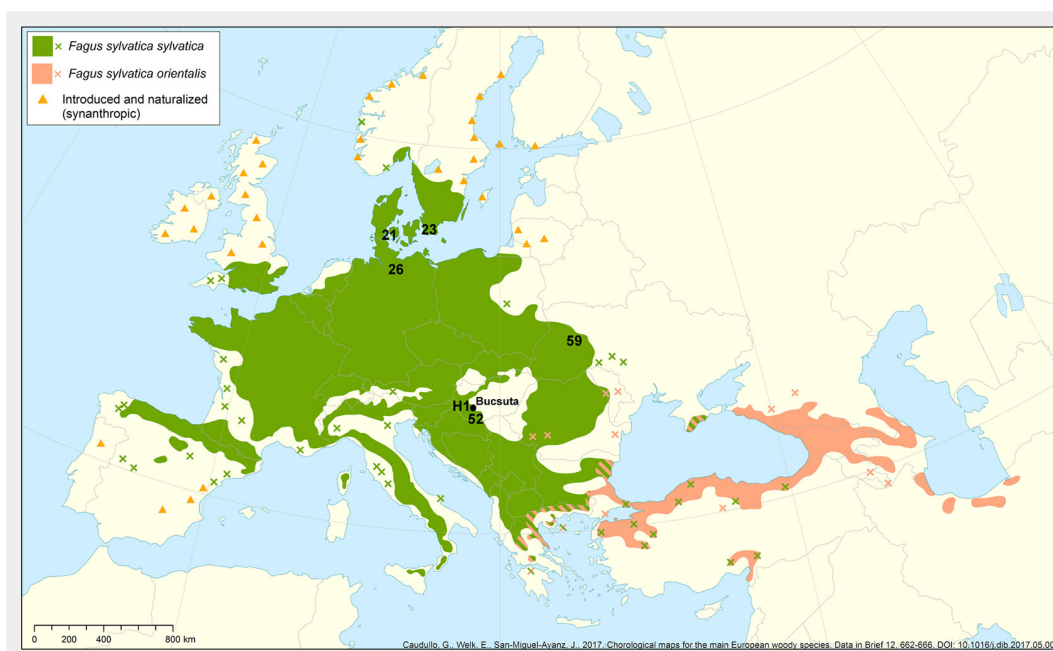 Fagus sylvatica sylvatica
Fagus sylvatica orientalis
Introduced and naturalized
(synanthropic)
21
23
26
59
H1 Bucsuta
52
0 200 400 800 km
Caudullo, G., Welk, E., San-Miguel-Ayanz, J., 2017. Chorological maps for the main European woody species. Data in Brief 12, 662-666. DOI: 10.1016/j.dib.2017.05.00